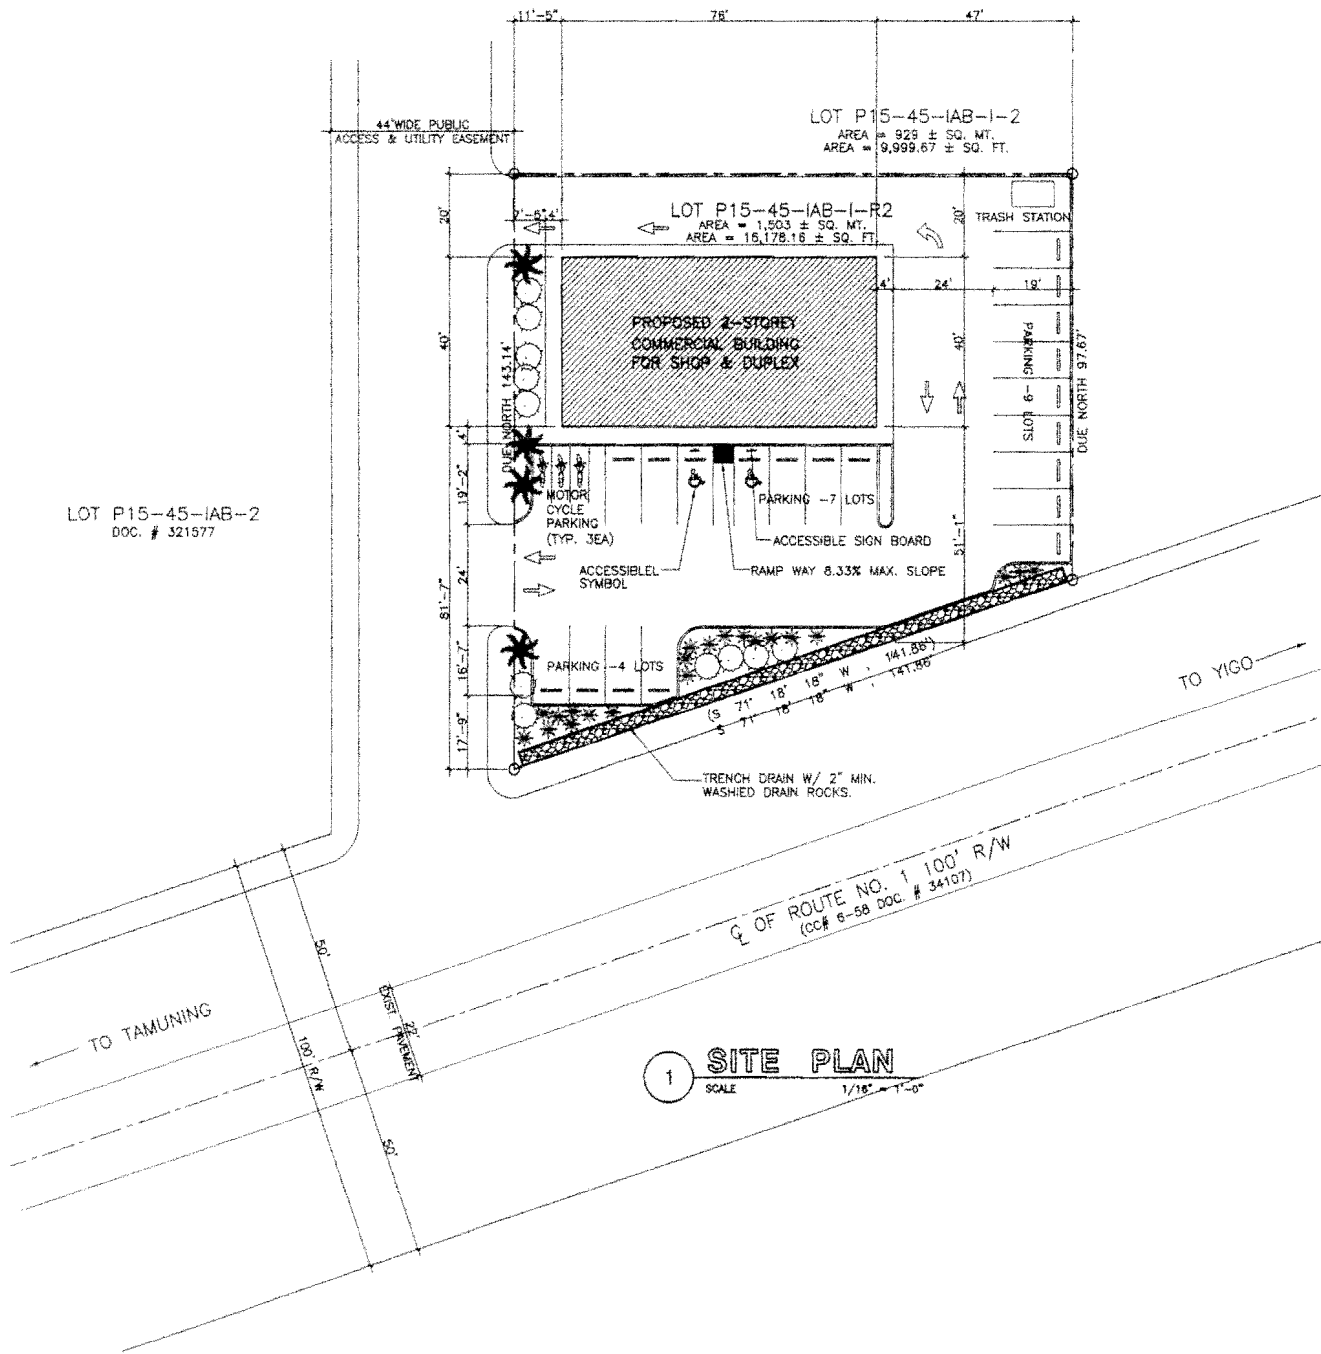 11'-5"
76'
47'
LOT P15-45-IAB-I-2
AREA = 929 ± SQ. MT.
AREA = 9,999.67 ± SQ. FT.
44'WIDE PUBLIC
ACCESS & UTILITY EASEMENT
20'
LOT P15-45-IAB-I-R2
AREA = 1,503 ± SQ. MT.
AREA = 16,178.16 ± SQ. FT.
4'
20'
TRASH STATION
4'
24'
19'
PROPOSED 2-STOREY
COMMERCIAL BUILDING
FOR SHOP & DUPLEX
40'
DUE NORTH 143.14'
40'
PARKING -9 LOTS
DUE NORTH 97.67'
4'
19'-2"
MOTOR
CYCLE
PARKING
(TYP. 3EA)
PARKING -7 LOTS
LOT P15-45-IAB-2
DOC. # 321577
ACCESSIBLE SIGN BOARD
51'-1"
ACCESSIBLEL
SYMBOL
RAMP WAY 8.33% MAX. SLOPE
24'
81'-7"
16'-7"
PARKING -4 LOTS
17'-9"
(S 71° 18' 18" W , 141.86')
S 71° 18' 18" W , 141.86'
TO YIGO
TRENCH DRAIN W/ 2" MIN.
WASHIED DRAIN ROCKS.
℄ OF ROUTE NO. 1 100' R/W
(CC# 6-58 DOC. # 34107)
50'
TO TAMUNING
EXIST. PAVEMENT
100' R/W
50'
1
SITE PLAN
SCALE 1/16" = 1'-0"